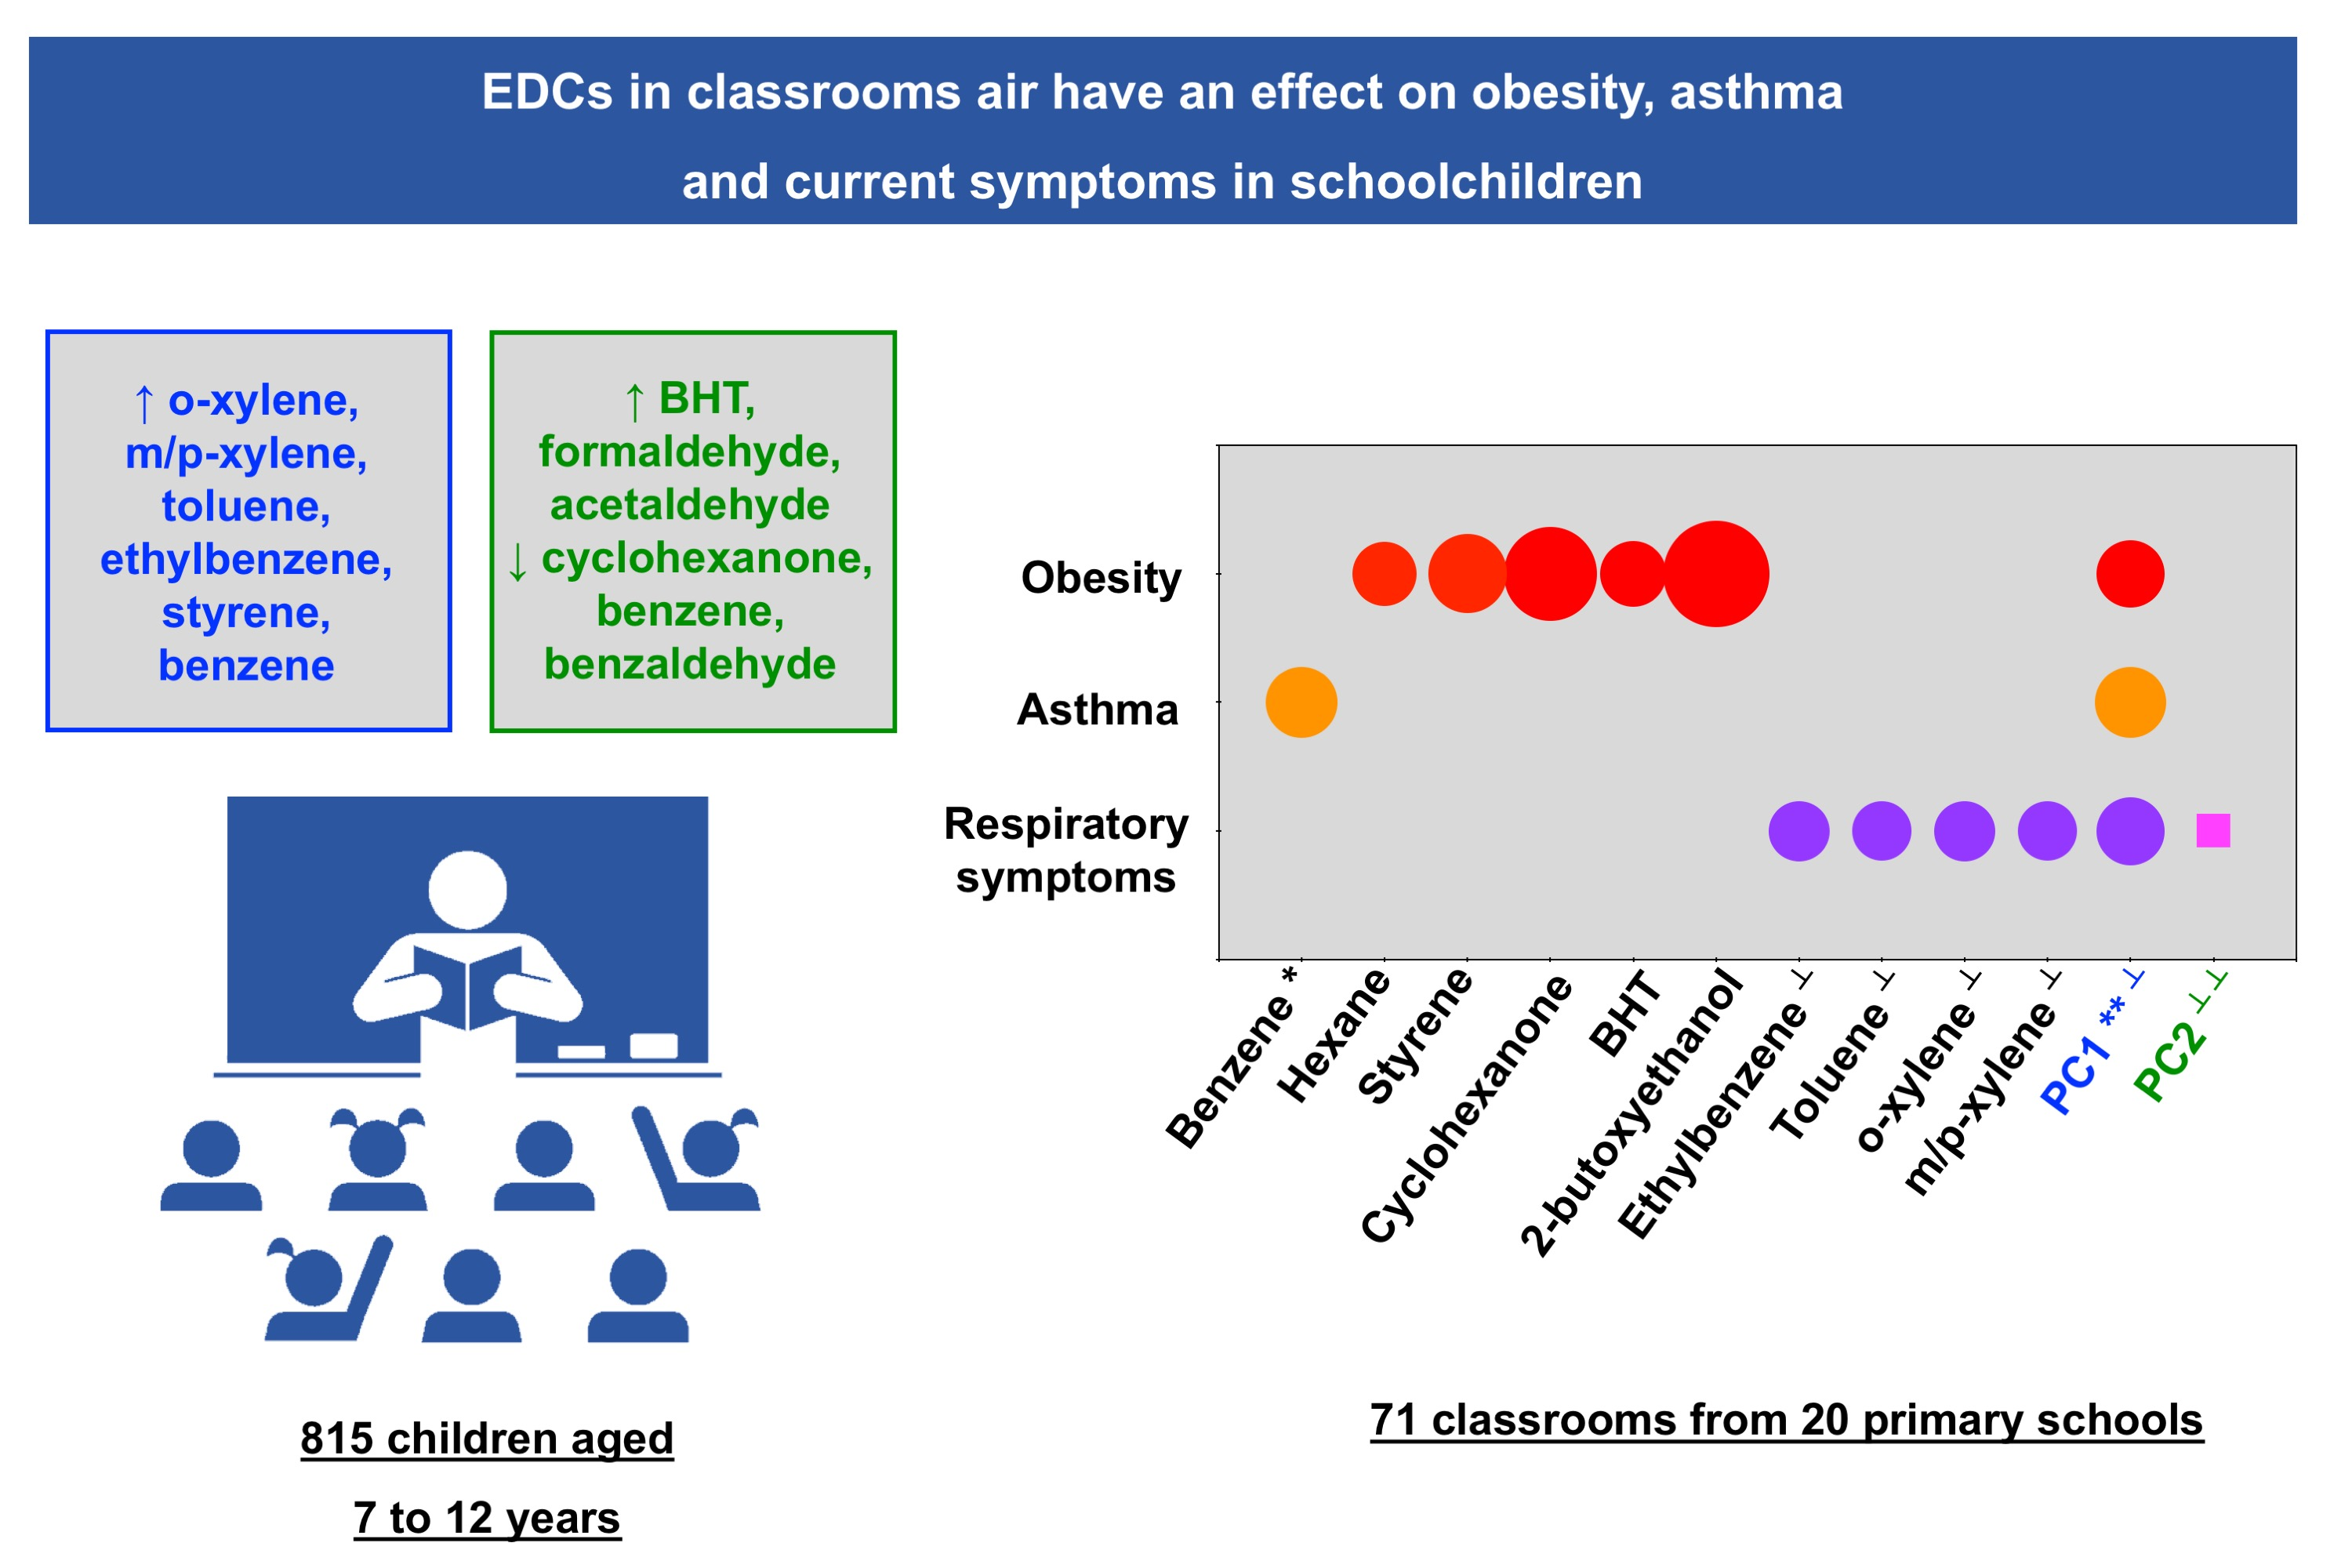 EDCs in classrooms air have an effect on obesity, asthma
and current symptoms in schoolchildren
↑ o-xylene,
m/p-xylene,
toluene,
ethylbenzene,
styrene,
benzene
↑ BHT,
formaldehyde,
acetaldehyde
↓ cyclohexanone,
benzene,
benzaldehyde
Obesity
Asthma
Respiratory
symptoms
Benzene *
Hexane
Styrene
Cyclohexanone
BHT
2-butoxyethanol
Ethylbenzene ⊥
Toluene ⊥
o-xylene ⊥
m/p-xylene ⊥
PC1 ** ⊥
PC2 ⊥⊥
815 children aged
7 to 12 years
71 classrooms from 20 primary schools